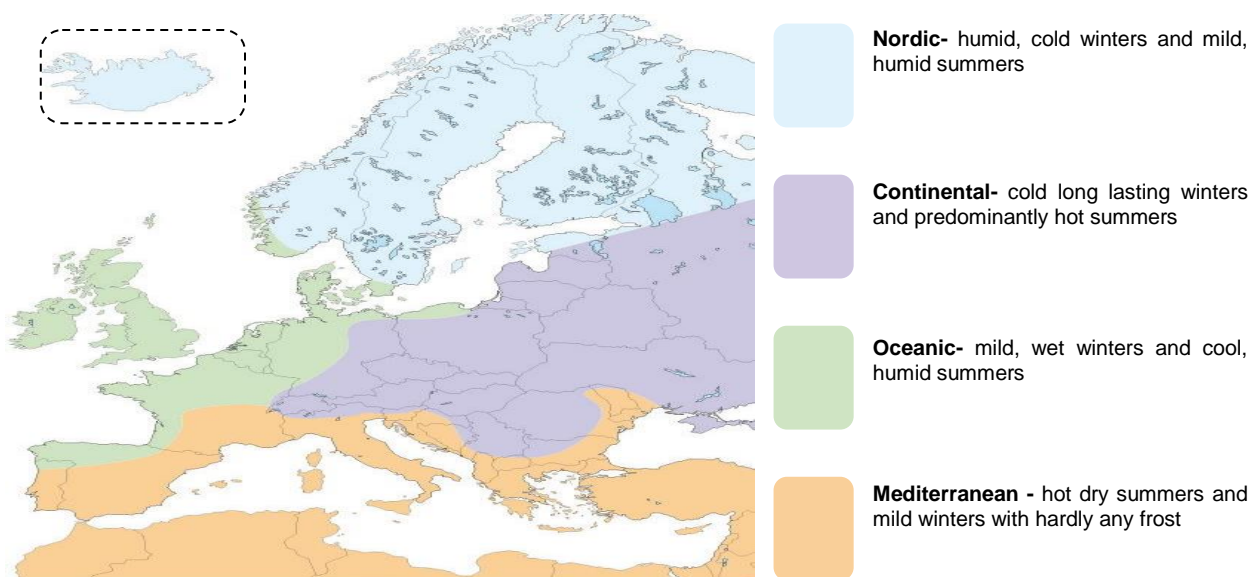 Nordic- humid, cold winters and mild,
humid summers
Continental- cold long lasting winters
and predominantly hot summers
Oceanic- mild, wet winters and cool,
humid summers
Mediterranean - hot dry summers and
mild winters with hardly any frost